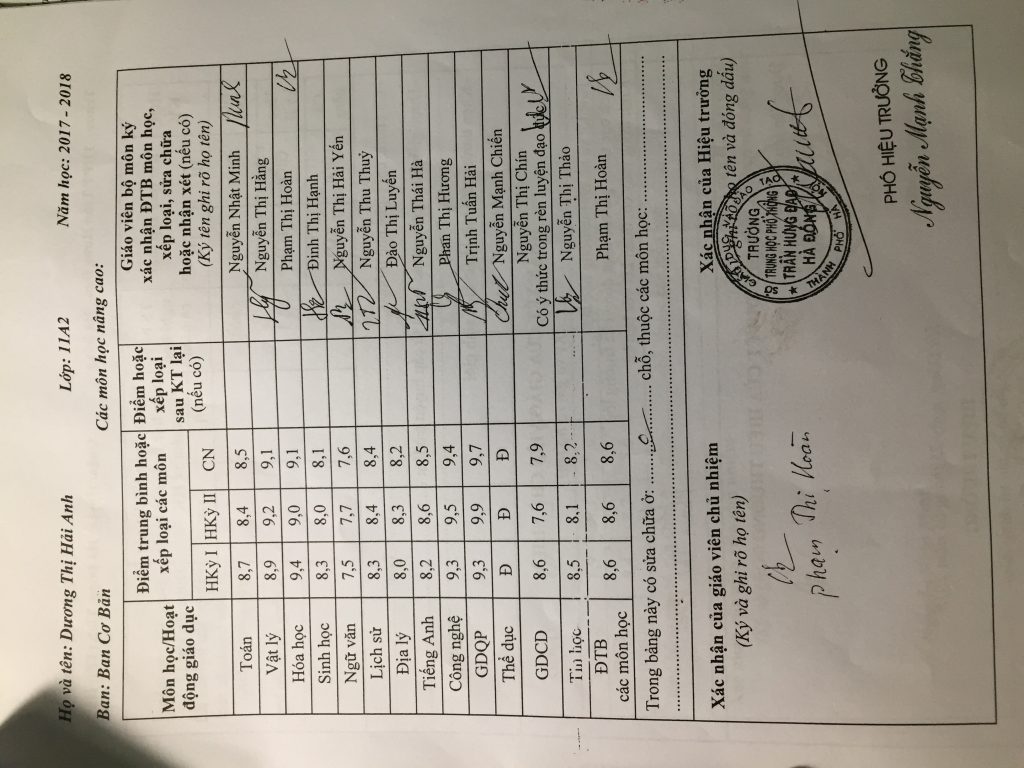 Họ và tên: Dương Thị Hải Anh Lớp: 11A2 Năm học: 2017 - 2018
Ban: Ban Cơ Bản Các môn học nâng cao:
Môn học/Hoạt động giáo dục
Điểm trung bình hoặc xếp loại các môn
Điểm hoặc xếp loại sau KT lại (nếu có)
Giáo viên bộ môn ký xác nhận ĐTB môn học, xếp loại, sửa chữa hoặc nhận xét (nếu có)
(Ký tên ghi rõ họ tên)
HKỳ I HKỳ II CN
Toán 8,7 8,4 8,5 Nguyễn Nhật Minh
Vật lý 8,9 9,2 9,1 Nguyễn Thị Hằng
Hóa học 9,4 9,0 9,1 Phạm Thị Hoàn
Sinh học 8,3 8,0 8,1 Đinh Thị Hạnh
Ngữ văn 7,5 7,7 7,6 Nguyễn Thị Hải Yến
Lịch sử 8,3 8,4 8,4 Nguyễn Thu Thuỷ
Địa lý 8,0 8,3 8,2 Đào Thị Luyên
Tiếng Anh 8,2 8,6 8,5 Nguyễn Thái Hà
Công nghệ 9,3 9,5 9,4 Phan Thị Hương
GDQP 9,3 9,9 9,7 Trịnh Tuấn Hải
Thể dục Đ Đ Đ Nguyễn Mạnh Chiến
GDCD 8,6 7,6 7,9 Nguyễn Thị Chín
Có ý thức trong rèn luyện đạo đức
Tin học 8,5 8,1 8,2 Nguyễn Thị Thảo
ĐTB các môn học 8,6 8,6 8,6 Phạm Thị Hoàn
Trong bảng này có sửa chữa ở: .......... chỗ, thuộc các môn học: ..........
Xác nhận của giáo viên chủ nhiệm
(Ký và ghi rõ họ tên)
Phạm Thị Hoàn
Xác nhận của Hiệu trưởng
tên và đóng dấu)
SỞ GIÁO DỤC VÀ ĐÀO TẠO
TRƯỜNG
TRUNG HỌC PHỔ THÔNG
TRẦN HƯNG ĐẠO
HÀ ĐÔNG
THÀNH PHỐ HÀ NỘI
PHÓ HIỆU TRƯỞNG
Nguyễn Mạnh Thắng